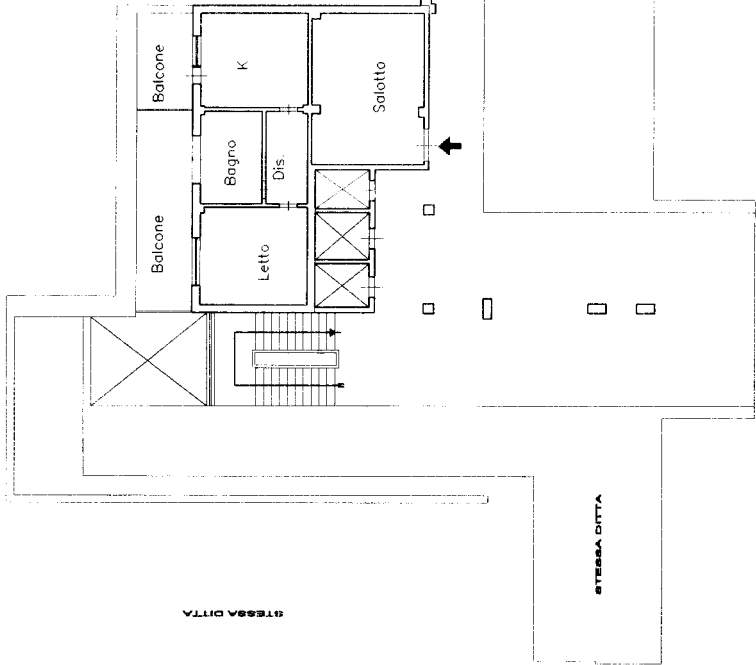 Balcone
K
Salotto
Bagno
Dis.
Balcone
Letto
STESSA DITTA
STESSA DITTA